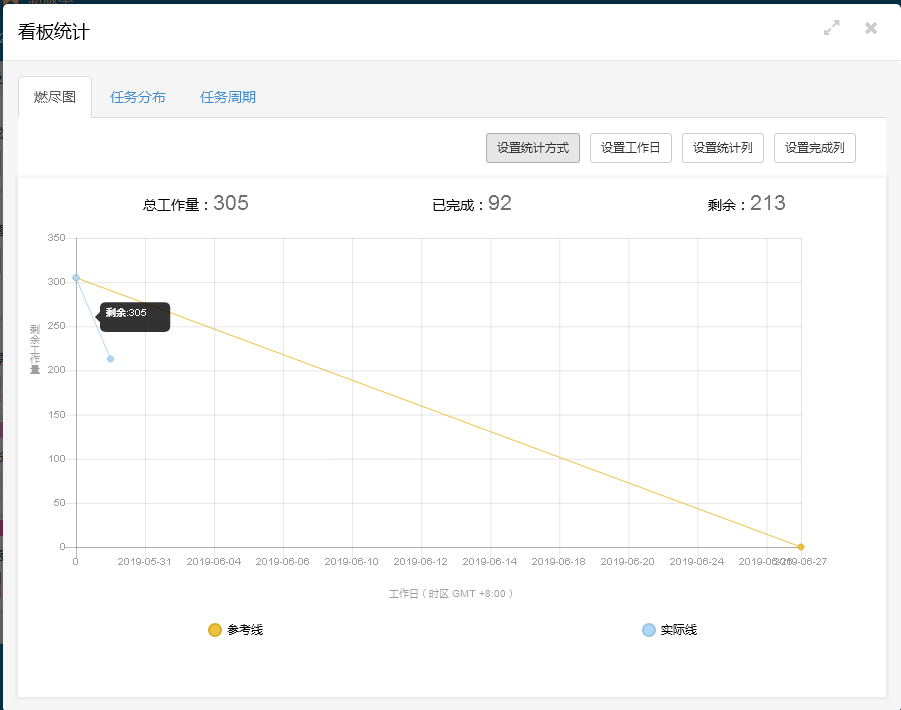 看板统计
燃尽图 任务分布 任务周期
设置统计方式 设置工作日 设置统计列 设置完成列
总工作量：305 已完成：92 剩余：213
350
300
剩余:305
250
剩余工作量
200
150
100
50
0
0 2019-05-31 2019-06-04 2019-06-06 2019-06-10 2019-06-12 2019-06-14 2019-06-18 2019-06-20 2019-06-24 2019-06-27
工作日 ( 时区 GMT +8:00 )
参考线 实际线